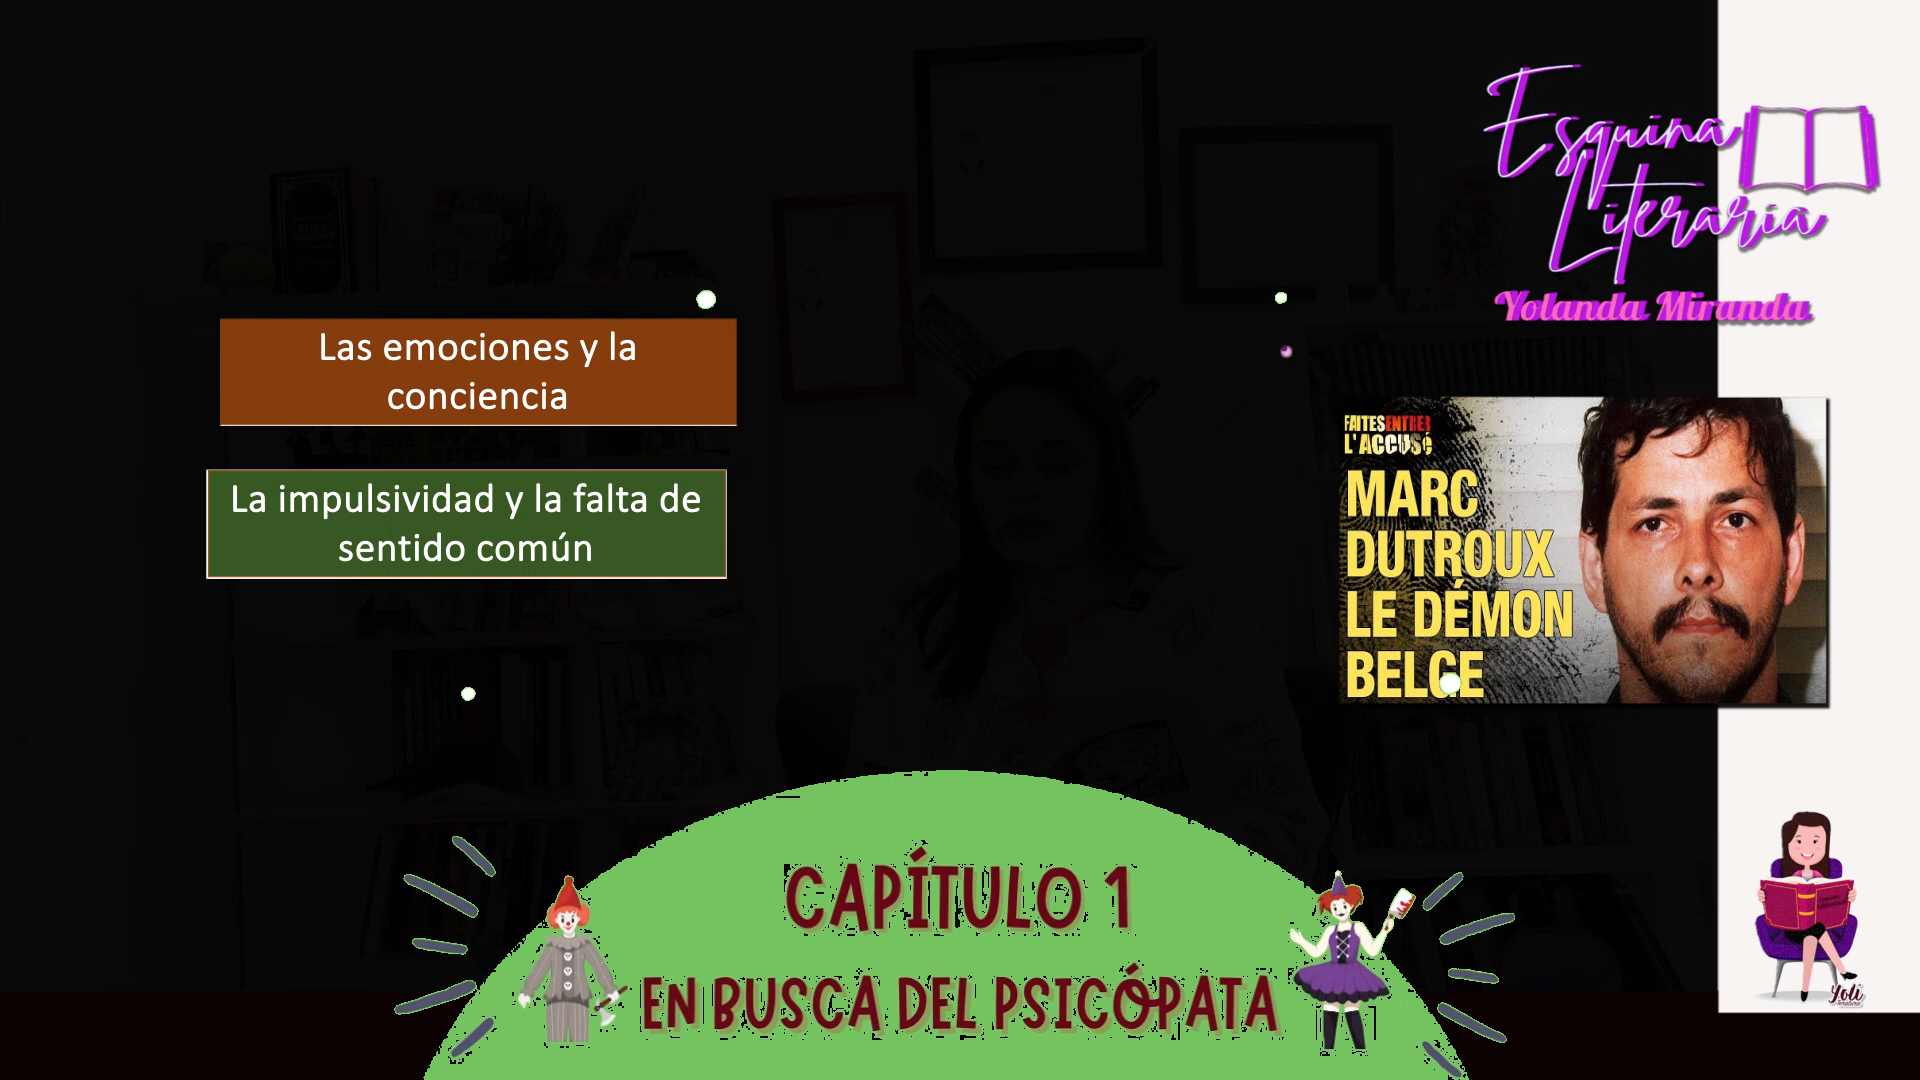 Esquina
Literaria
Yolanda Miranda
Las emociones y la
conciencia
La impulsividad y la falta de
sentido común
FAITES ENTRER
L'ACCUSÉ
MARC
DUTROUX
LE DÉMON
BELGE
CAPÍTULO 1
EN BUSCA DEL PSICÓPATA
Yoli